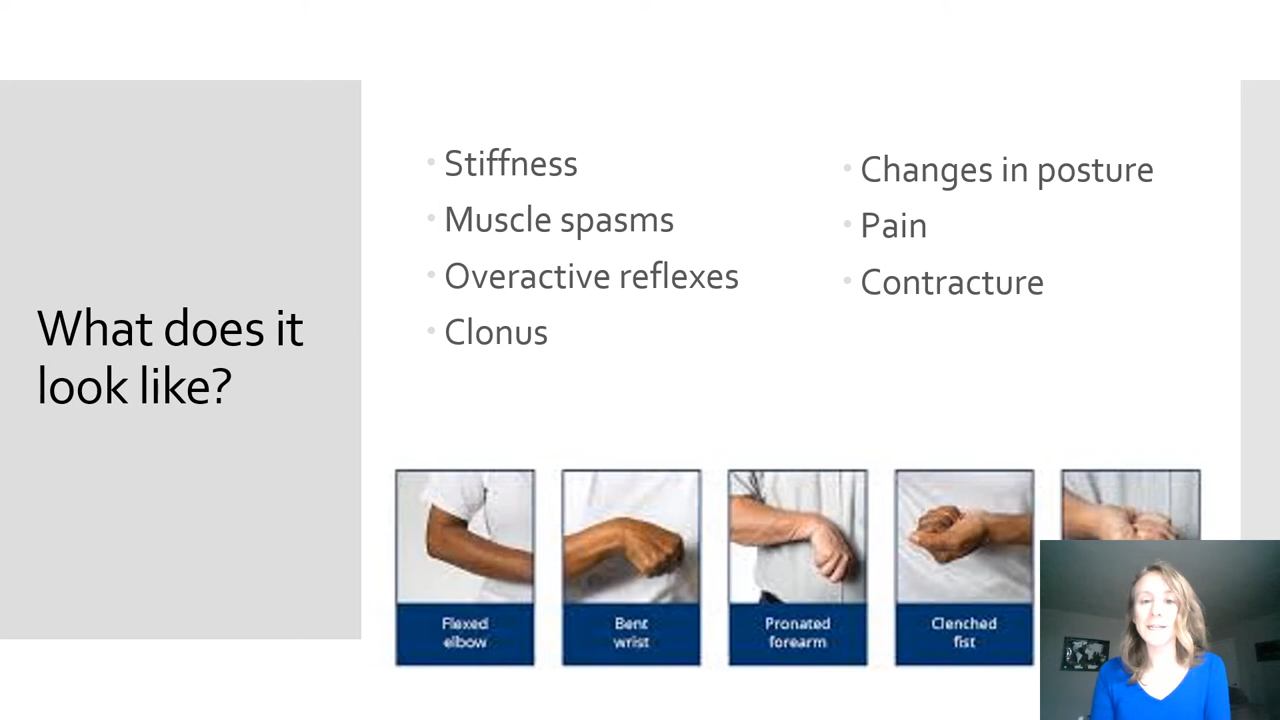 What does it
look like?
Stiffness
Muscle spasms
Overactive reflexes
Clonus
Changes in posture
Pain
Contracture
Flexed
elbow
Bent
wrist
Pronated
forearm
Clenched
fist